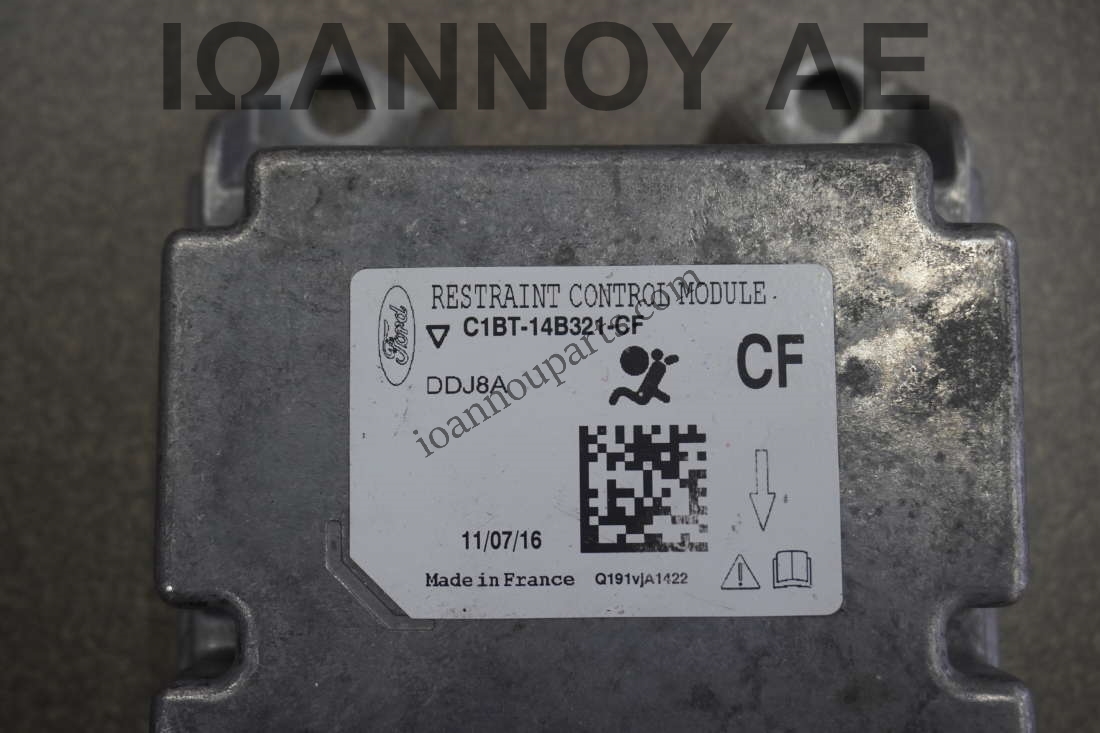 ΙΩΑΝΝΟΥ ΑΕ
Ford
RESTRAINT CONTROL MODULE
C1BT-14B321-CF
CF
DDJ8A
ioannouparts.com
11/07/16
Made in France
Q191vjA1422